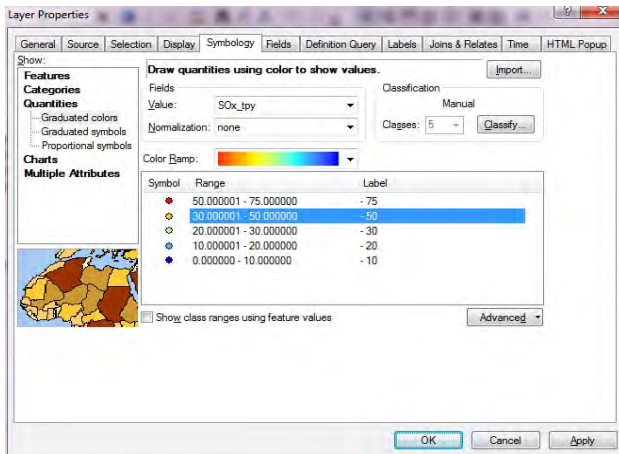 Layer Properties
General Source Selection Display Symbology Fields Definition Query Labels Joins & Relates Time HTML Popup
Show:
Features
Categories
Quantities
Graduated colors
Graduated symbols
Proportional symbols
Charts
Multiple Attributes
Draw quantities using color to show values.
Import...
Fields
Value: SOx_tpy
Normalization: none
Classification
Manual
Classes: 5 Classify...
Color Ramp:
Symbol Range Label
50.000001 - 75.000000 - 75
30.000001 - 50.000000 - 50
20.000001 - 30.000000 - 30
10.000001 - 20.000000 - 20
0.000000 - 10.000000 - 10
Show class ranges using feature values
Advanced
OK Cancel Apply